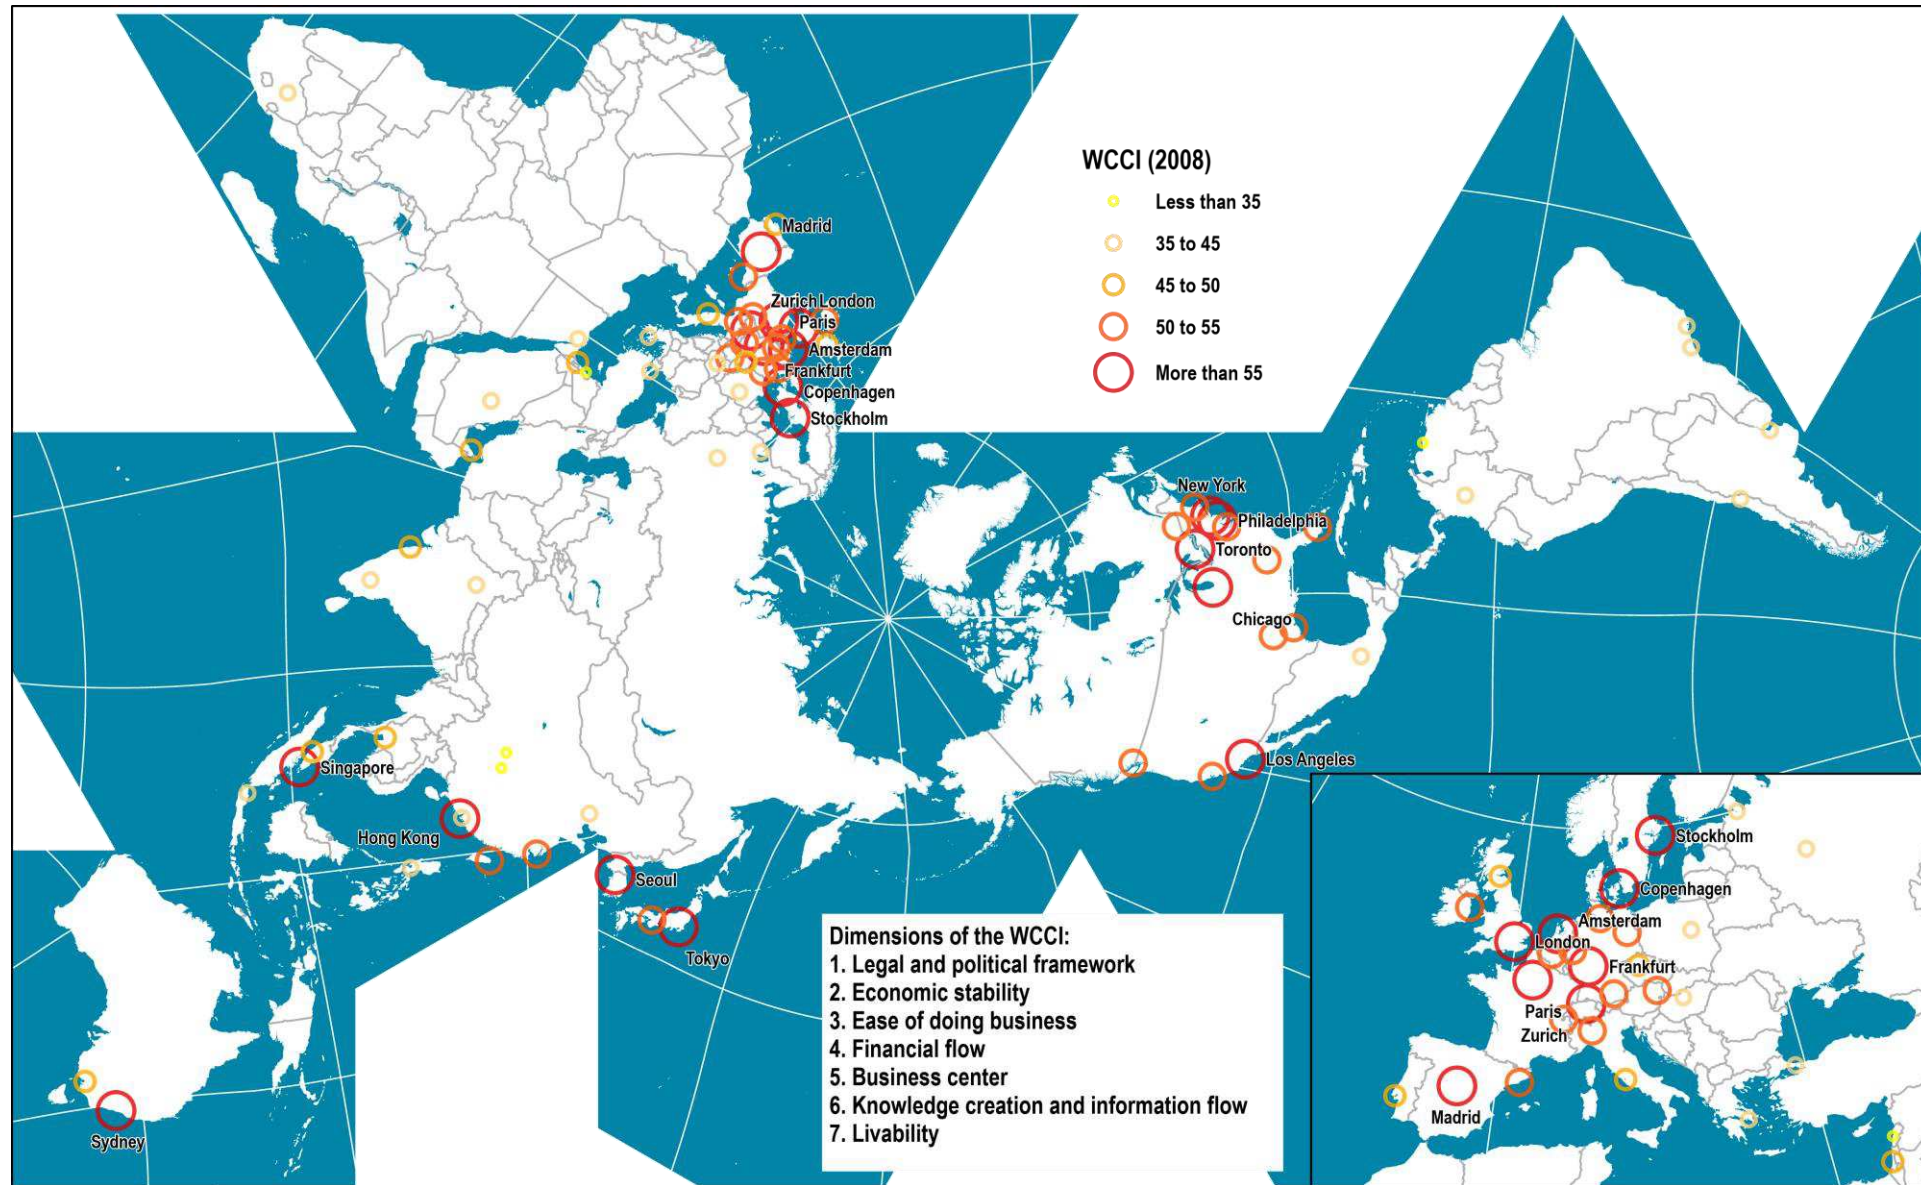 WCCI (2008)
Less than 35
35 to 45
45 to 50
50 to 55
More than 55
Madrid
Zurich London
Paris
Amsterdam
Frankfurt
Copenhagen
Stockholm
New York
Philadelphia
Toronto
Chicago
Los Angeles
Singapore
Hong Kong
Seoul
Tokyo
Sydney
Dimensions of the WCCI:
1. Legal and political framework
2. Economic stability
3. Ease of doing business
4. Financial flow
5. Business center
6. Knowledge creation and information flow
7. Livability
Stockholm
Copenhagen
Amsterdam
London
Frankfurt
Paris
Zurich
Madrid